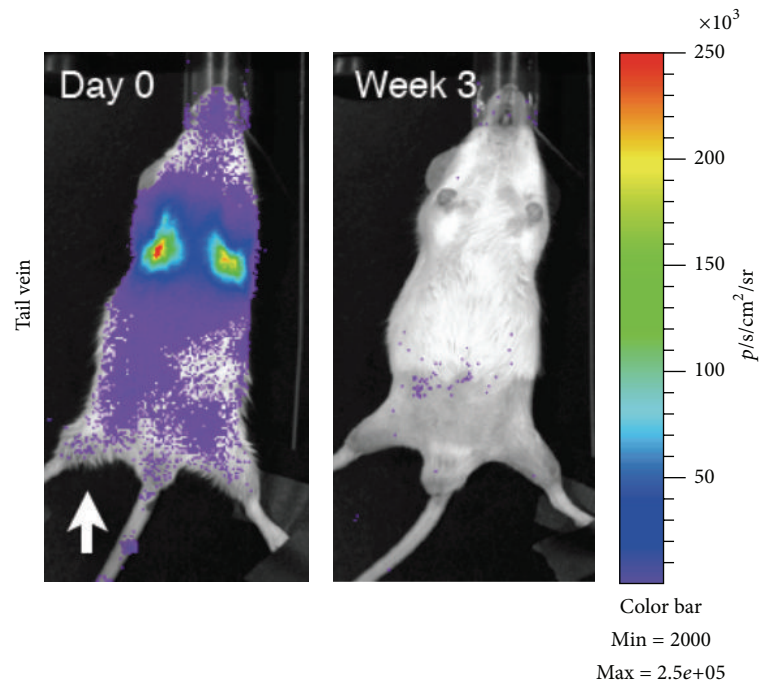 ×10³
Day 0
Week 3
Tail vein
250
200
150
100
50
p/s/cm²/sr
Color bar
Min = 2000
Max = 2.5e+05